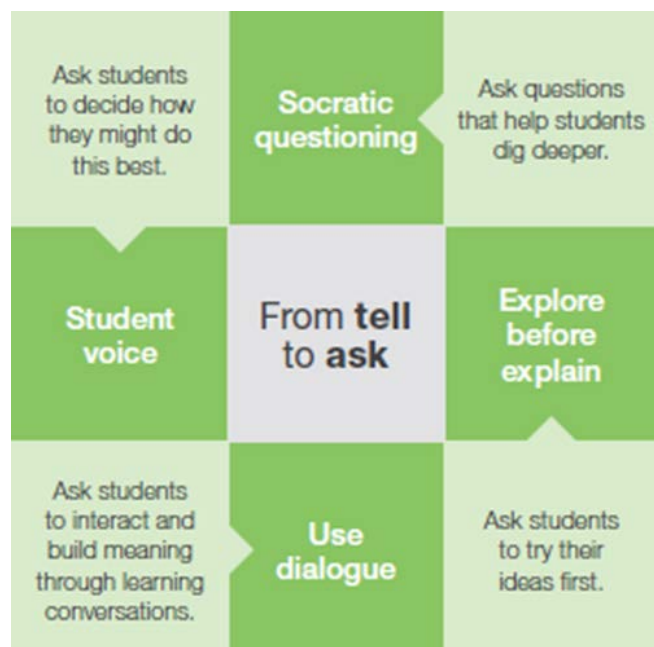 Ask students
to decide how
they might do
this best.
Socratic
questioning
Ask questions
that help students
dig deeper.
Student
voice
From tell
to ask
Explore
before
explain
Ask students
to interact and
build meaning
through learning
conversations.
Use
dialogue
Ask students
to try their
ideas first.